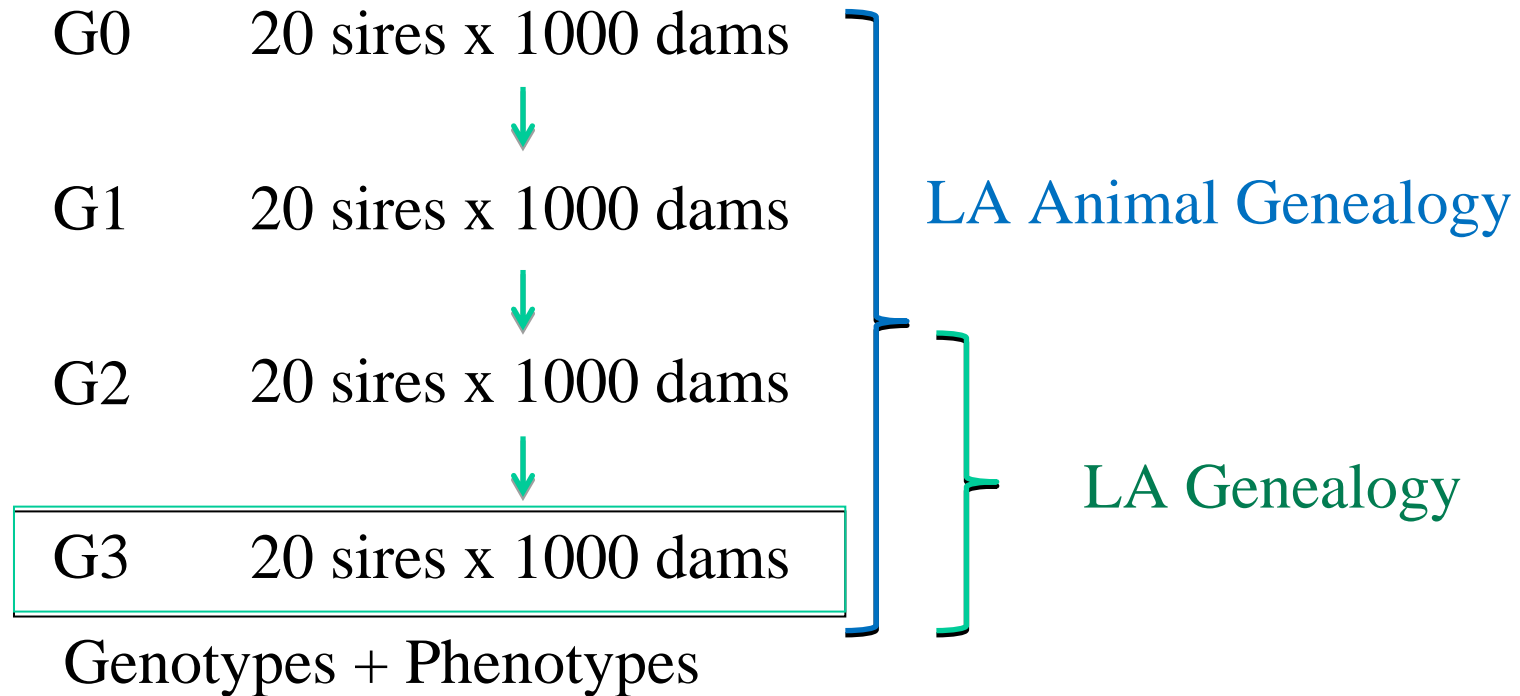 G0 20 sires x 1000 dams
G1 20 sires x 1000 dams
LA Animal Genealogy
G2 20 sires x 1000 dams
LA Genealogy
G3 20 sires x 1000 dams
Genotypes + Phenotypes